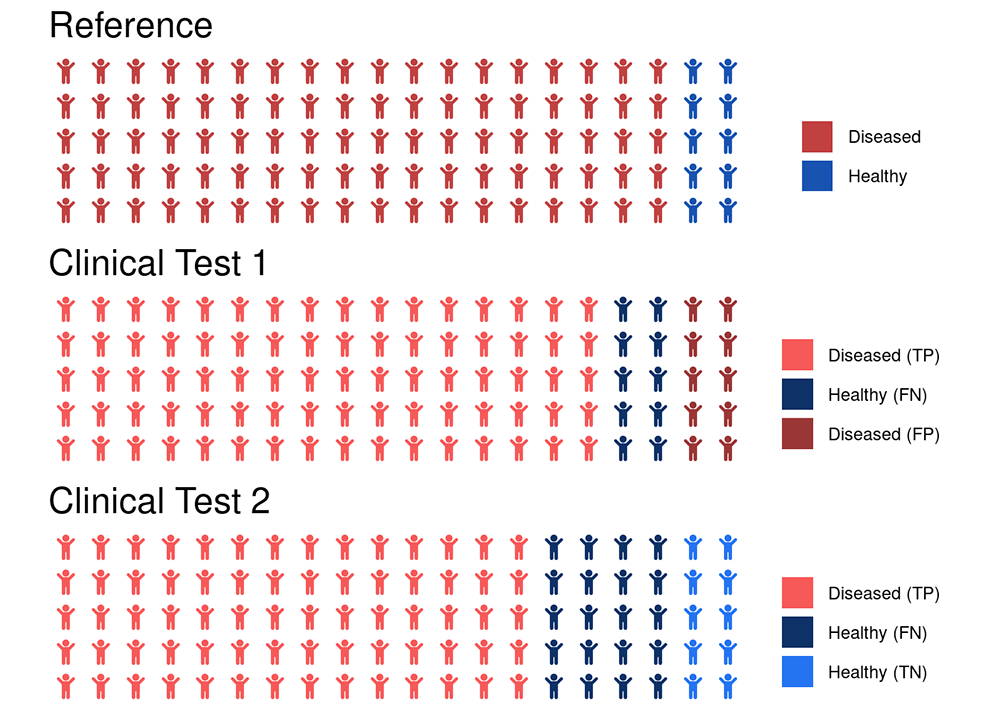 Reference
Diseased
Healthy
Clinical Test 1
Diseased (TP)
Healthy (FN)
Diseased (FP)
Clinical Test 2
Diseased (TP)
Healthy (FN)
Healthy (TN)